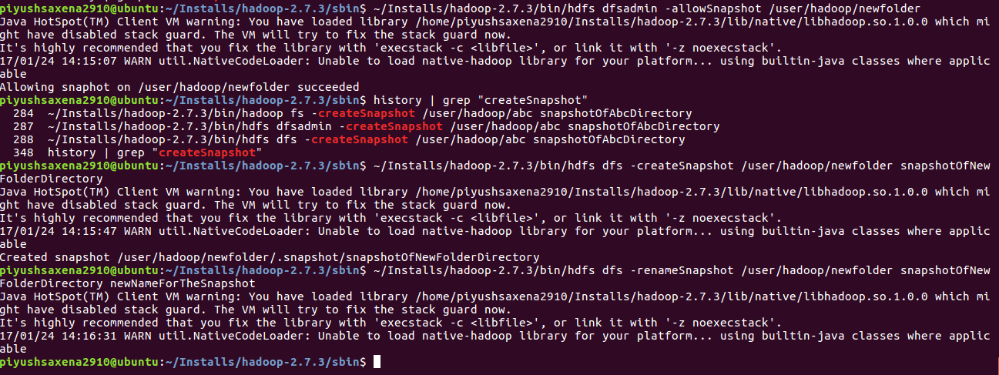 piyushsaxena2910@ubuntu:~/Installs/hadoop-2.7.3/sbin$ ~/Installs/hadoop-2.7.3/bin/hdfs dfsadmin -allowSnapshot /user/hadoop/newfolder
Java HotSpot(TM) Client VM warning: You have loaded library /home/piyushsaxena2910/Installs/hadoop-2.7.3/lib/native/libhadoop.so.1.0.0 which mi
ght have disabled stack guard. The VM will try to fix the stack guard now.
It's highly recommended that you fix the library with 'execstack -c <libfile>', or link it with '-z noexecstack'.
17/01/24 14:15:07 WARN util.NativeCodeLoader: Unable to load native-hadoop library for your platform... using builtin-java classes where applic
able
Allowing snaphot on /user/hadoop/newfolder succeeded
piyushsaxena2910@ubuntu:~/Installs/hadoop-2.7.3/sbin$ history | grep "createSnapshot"
  284  ~/Installs/hadoop-2.7.3/bin/hadoop fs -createSnapshot /user/hadoop/abc snapshotOfAbcDirectory
  287  ~/Installs/hadoop-2.7.3/bin/hdfs dfsadmin -createSnapshot /user/hadoop/abc snapshotOfAbcDirectory
  288  ~/Installs/hadoop-2.7.3/bin/hdfs dfs -createSnapshot /user/hadoop/abc snapshotOfAbcDirectory
  348  history | grep "createSnapshot"
piyushsaxena2910@ubuntu:~/Installs/hadoop-2.7.3/sbin$ ~/Installs/hadoop-2.7.3/bin/hdfs dfs -createSnapshot /user/hadoop/newfolder snapshotOfNew
FolderDirectory
Java HotSpot(TM) Client VM warning: You have loaded library /home/piyushsaxena2910/Installs/hadoop-2.7.3/lib/native/libhadoop.so.1.0.0 which mi
ght have disabled stack guard. The VM will try to fix the stack guard now.
It's highly recommended that you fix the library with 'execstack -c <libfile>', or link it with '-z noexecstack'.
17/01/24 14:15:47 WARN util.NativeCodeLoader: Unable to load native-hadoop library for your platform... using builtin-java classes where applic
able
Created snapshot /user/hadoop/newfolder/.snapshot/snapshotOfNewFolderDirectory
piyushsaxena2910@ubuntu:~/Installs/hadoop-2.7.3/sbin$ ~/Installs/hadoop-2.7.3/bin/hdfs dfs -renameSnapshot /user/hadoop/newfolder snapshotOfNew
FolderDirectory newNameForTheSnapshot
Java HotSpot(TM) Client VM warning: You have loaded library /home/piyushsaxena2910/Installs/hadoop-2.7.3/lib/native/libhadoop.so.1.0.0 which mi
ght have disabled stack guard. The VM will try to fix the stack guard now.
It's highly recommended that you fix the library with 'execstack -c <libfile>', or link it with '-z noexecstack'.
17/01/24 14:16:31 WARN util.NativeCodeLoader: Unable to load native-hadoop library for your platform... using builtin-java classes where applic
able
piyushsaxena2910@ubuntu:~/Installs/hadoop-2.7.3/sbin$